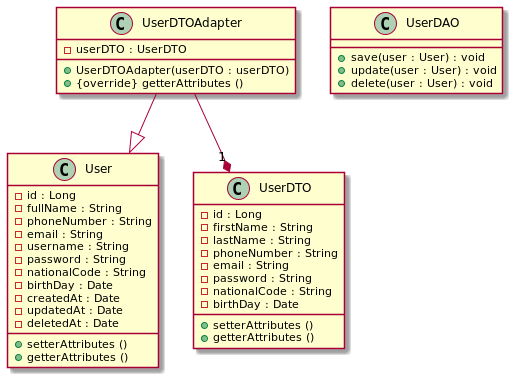 C UserDTOAdapter
userDTO : UserDTO
UserDTOAdapter(userDTO : userDTO)
{override} getterAttributes ()
C UserDAO
save(user : User) : void
update(user : User) : void
delete(user : User) : void
1
C User
id : Long
fullName : String
phoneNumber : String
email : String
username : String
password : String
nationalCode : String
birthDay : Date
createdAt : Date
updatedAt : Date
deletedAt : Date
setterAttributes ()
getterAttributes ()
C UserDTO
id : Long
firstName : String
lastName : String
phoneNumber : String
email : String
password : String
nationalCode : String
birthDay : Date
setterAttributes ()
getterAttributes ()